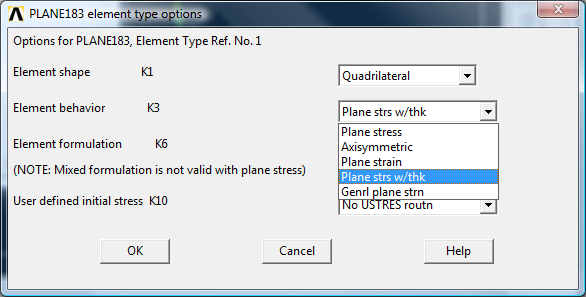 PLANE183 element type options
Options for PLANE183, Element Type Ref. No. 1
Element shape K1 Quadrilateral
Element behavior K3 Plane strs w/thk
Plane stress
Element formulation K6 Axisymmetric
Plane strain
(NOTE: Mixed formulation is not valid with plane stress) Plane strs w/thk
Genrl plane strn
User defined initial stress K10 No USTRES routn
OK Cancel Help